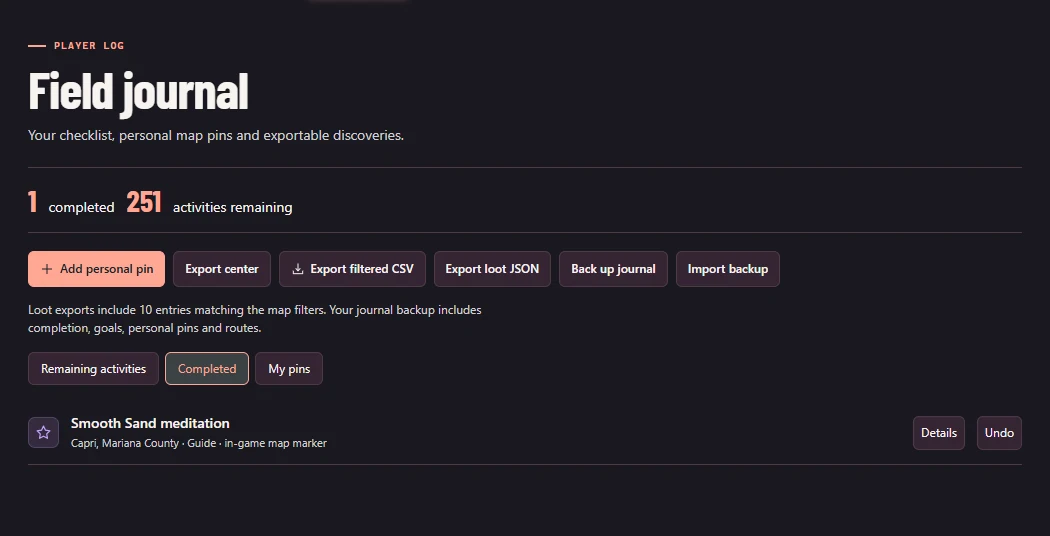 PLAYER LOG
Field journal
Your checklist, personal map pins and exportable discoveries.
1 completed 251 activities remaining
Add personal pin Export center Export filtered CSV Export loot JSON Back up journal Import backup
Loot exports include 10 entries matching the map filters. Your journal backup includes
completion, goals, personal pins and routes.
Remaining activities Completed My pins
Smooth Sand meditation
Capri, Mariana County · Guide · in-game map marker
Details Undo